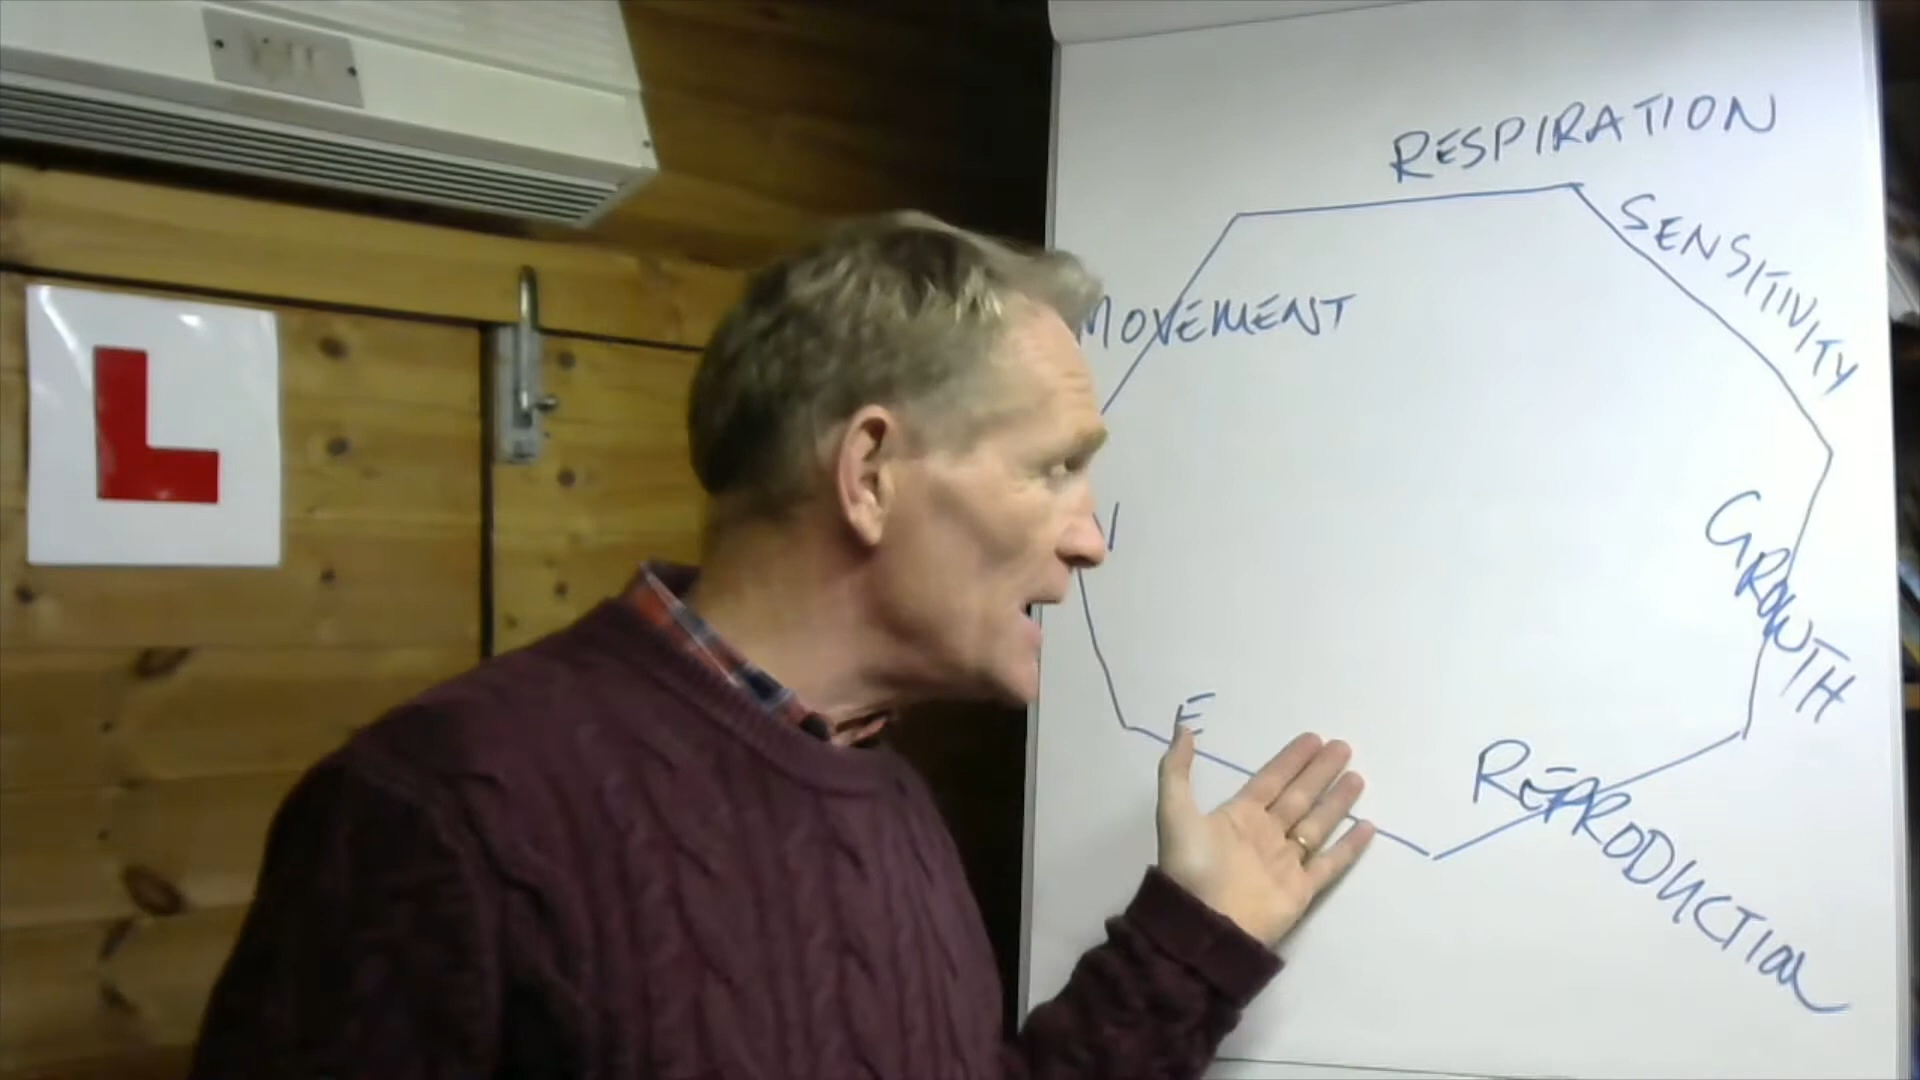 L
RESPIRATION
SENSITIVITY
MOVEMENT
GROWTH
N
E
REPRODUCTION